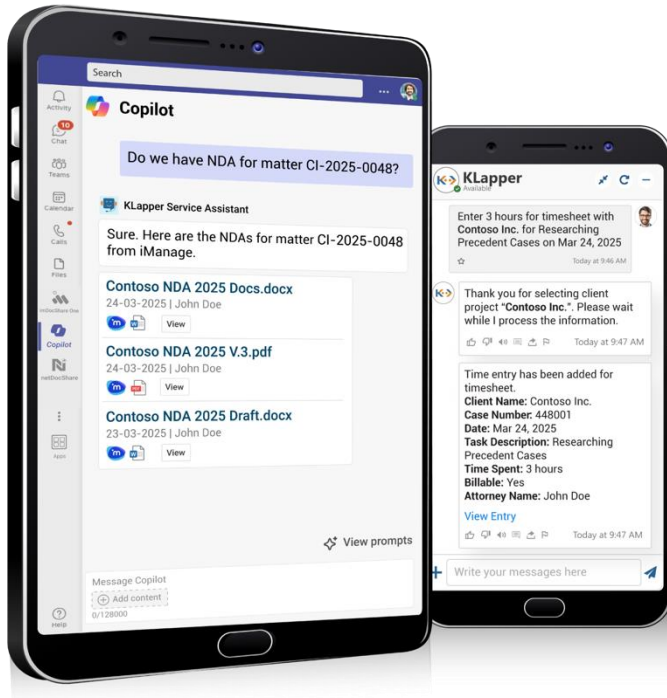 Search
Activity
10
Chat
Teams
Calendar
Calls
Files
imDocShare One
Copilot
netDocShare
Apps
Help
Copilot
Do we have NDA for matter CI-2025-0048?
KLapper Service Assistant
Sure. Here are the NDAs for matter CI-2025-0048
from iManage.
Contoso NDA 2025 Docs.docx
24-03-2025 | John Doe
View
Contoso NDA 2025 V.3.pdf
24-03-2025 | John Doe
View
Contoso NDA 2025 Draft.docx
23-03-2025 | John Doe
View
View prompts
Message Copilot
Add content
0/128000
KLapper
Available
Enter 3 hours for timesheet with
Contoso Inc. for Researching
Precedent Cases on Mar 24, 2025
Today at 9:46 AM
Thank you for selecting client
project "Contoso Inc.". Please wait
while I process the information.
Today at 9:47 AM
Time entry has been added for
timesheet.
Client Name: Contoso Inc.
Case Number: 448001
Date: Mar 24, 2025
Task Description: Researching
Precedent Cases
Time Spent: 3 hours
Billable: Yes
Attorney Name: John Doe
View Entry
Today at 9:47 AM
Write your messages here